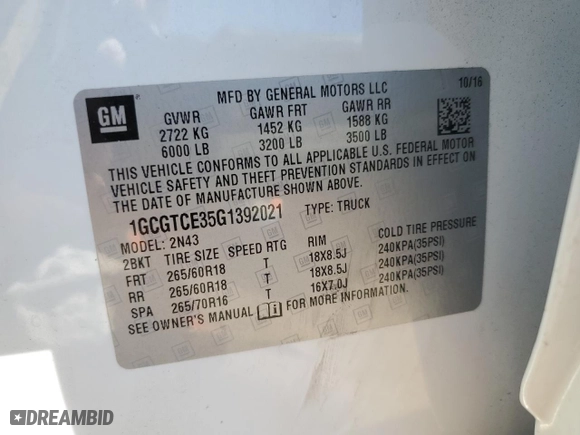 MFD BY GENERAL MOTORS LLC 10/16
GM
GVWR GAWR FRT GAWR RR
2722 KG 1452 KG 1588 KG
6000 LB 3200 LB 3500 LB
THIS VEHICLE CONFORMS TO ALL APPLICABLE U.S. FEDERAL MOTOR
VEHICLE SAFETY AND THEFT PREVENTION STANDARDS IN EFFECT ON
THE DATE OF MANUFACTURE SHOWN ABOVE.
1GCGTCE35G1392021 TYPE: TRUCK
MODEL: 2N43
2BKT TIRE SIZE SPEED RTG RIM COLD TIRE PRESSURE
FRT 265/60R18 T 18X8.5J 240KPA(35PSI)
RR 265/60R18 T 18X8.5J 240KPA(35PSI)
SPA 265/70R16 T 16X7.0J 240KPA(35PSI)
SEE OWNER'S MANUAL FOR MORE INFORMATION
DREAMBID